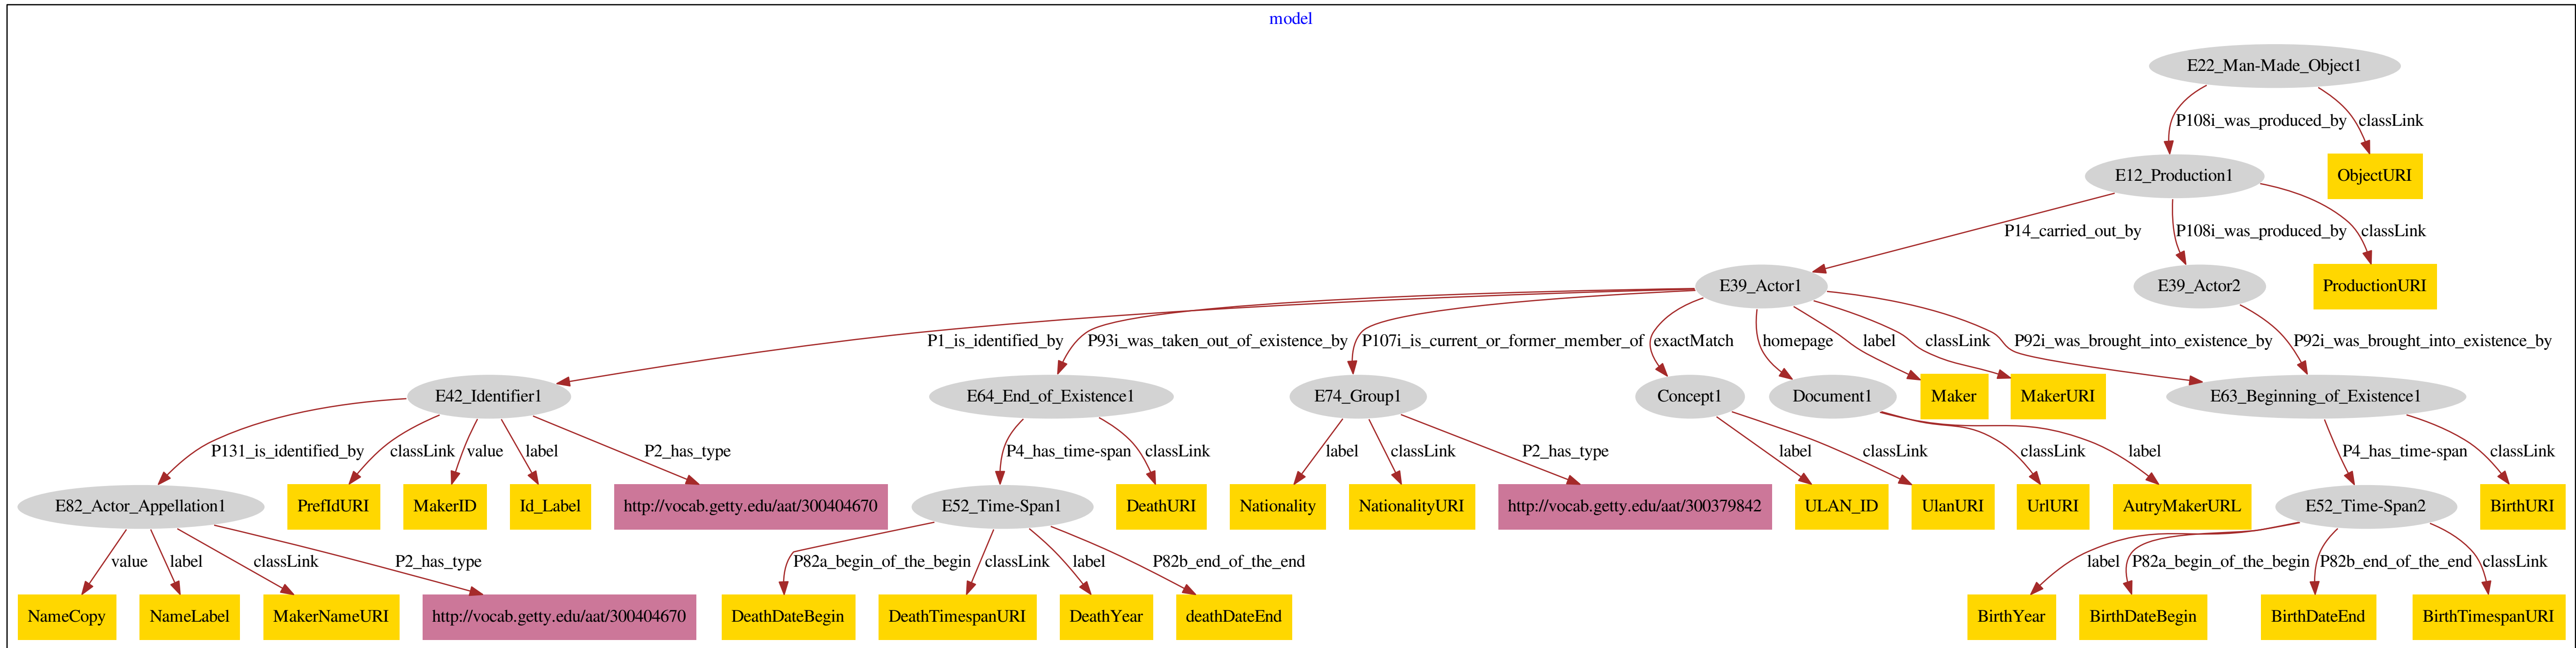 model
E22_Man-Made_Object1
P108i_was_produced_by classLink
E12_Production1 ObjectURI
P14_carried_out_by P108i_was_produced_by classLink
E39_Actor1 E39_Actor2 ProductionURI
P1_is_identified_by P93i_was_taken_out_of_existence_by P107i_is_current_or_former_member_of exactMatch homepage label classLink P92i_was_brought_into_existence_by P92i_was_brought_into_existence_by
E42_Identifier1 E64_End_of_Existence1 E74_Group1 Concept1 Document1 Maker MakerURI E63_Beginning_of_Existence1
P131_is_identified_by classLink value label P2_has_type P4_has_time-span classLink label classLink P2_has_type label classLink classLink label P4_has_time-span classLink
E82_Actor_Appellation1 PrefIdURI MakerID Id_Label http://vocab.getty.edu/aat/300404670 E52_Time-Span1 DeathURI Nationality NationalityURI http://vocab.getty.edu/aat/300379842 ULAN_ID UlanURI UrlURI AutryMakerURL E52_Time-Span2 BirthURI
value label classLink P2_has_type P82a_begin_of_the_begin classLink label P82b_end_of_the_end label P82a_begin_of_the_begin P82b_end_of_the_end classLink
NameCopy NameLabel MakerNameURI http://vocab.getty.edu/aat/300404670 DeathDateBegin DeathTimespanURI DeathYear deathDateEnd BirthYear BirthDateBegin BirthDateEnd BirthTimespanURI